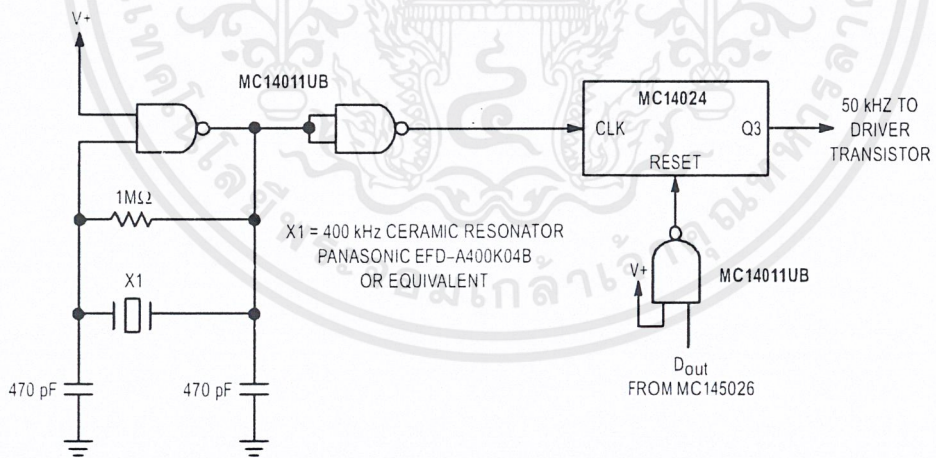 V+
MC14011UB
MC14024
CLK
Q3
RESET
50 kHZ TO
DRIVER
TRANSISTOR
1MΩ
X1 = 400 kHz CERAMIC RESONATOR
PANASONIC EFD–A400K04B
OR EQUIVALENT
X1
V+
MC14011UB
470 pF
470 pF
Dout
FROM MC145026